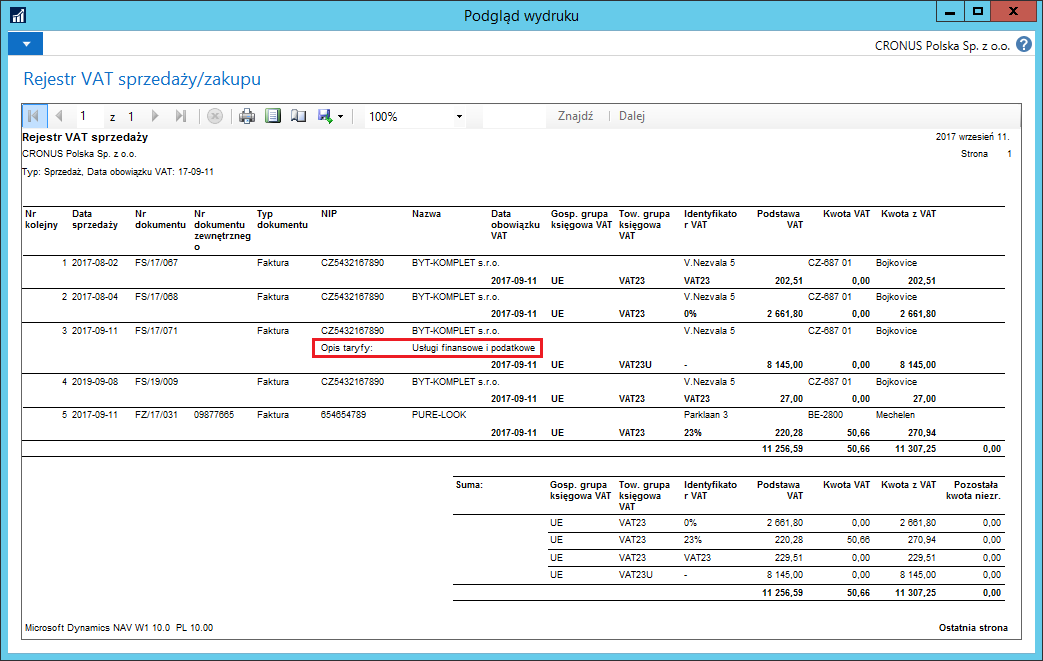 Podgląd wydruku
CRONUS Polska Sp. z o.o.
Rejestr VAT sprzedaży/zakupu
1 z 1 100% Znajdź Dalej
Rejestr VAT sprzedaży 2017 wrzesień 11.
CRONUS Polska Sp. z o.o. Strona 1
Typ: Sprzedaż, Data obowiązku VAT: 17-09-11
Nr Data Nr Nr Typ NIP Nazwa Data Gosp. grupa Tow. grupa Identyfikato Podstawa Kwota VAT Kwota z VAT
kolejny sprzedaży dokumentu dokumentu dokumentu obowiązku księgowa VAT księgowa r VAT VAT
zewnętrzneg VAT VAT
o
1 2017-08-02 FS/17/067 Faktura CZ5432167890 BYT-KOMPLET s.r.o. V.Nezvala 5 CZ-687 01 Bojkovice
2017-09-11 UE VAT23 VAT23 202,51 0,00 202,51
2 2017-08-04 FS/17/068 Faktura CZ5432167890 BYT-KOMPLET s.r.o. V.Nezvala 5 CZ-687 01 Bojkovice
2017-09-11 UE VAT23 0% 2 661,80 0,00 2 661,80
3 2017-09-11 FS/17/071 Faktura CZ5432167890 BYT-KOMPLET s.r.o. V.Nezvala 5 CZ-687 01 Bojkovice
Opis taryfy: Usługi finansowe i podatkowe
2017-09-11 UE VAT23U - 8 145,00 0,00 8 145,00
4 2019-09-08 FS/19/009 Faktura CZ5432167890 BYT-KOMPLET s.r.o. V.Nezvala 5 CZ-687 01 Bojkovice
2017-09-11 UE VAT23 VAT23 27,00 0,00 27,00
5 2017-09-11 FZ/17/031 09877665 Faktura 654654789 PURE-LOOK Parklaan 3 BE-2800 Mechelen
2017-09-11 UE VAT23 23% 220,28 50,66 270,94
11 256,59 50,66 11 307,25 0,00
Suma: Gosp. grupa Tow. grupa Identyfikato Podstawa Kwota VAT Kwota z VAT Pozostała
księgowa VAT księgowa r VAT VAT kwota niezr.
VAT
UE VAT23 0% 2 661,80 0,00 2 661,80 0,00
UE VAT23 23% 220,28 50,66 270,94 0,00
UE VAT23 VAT23 229,51 0,00 229,51 0,00
UE VAT23U - 8 145,00 0,00 8 145,00 0,00
11 256,59 50,66 11 307,25 0,00
Microsoft Dynamics NAV W1 10.0 PL 10.00 Ostatnia strona